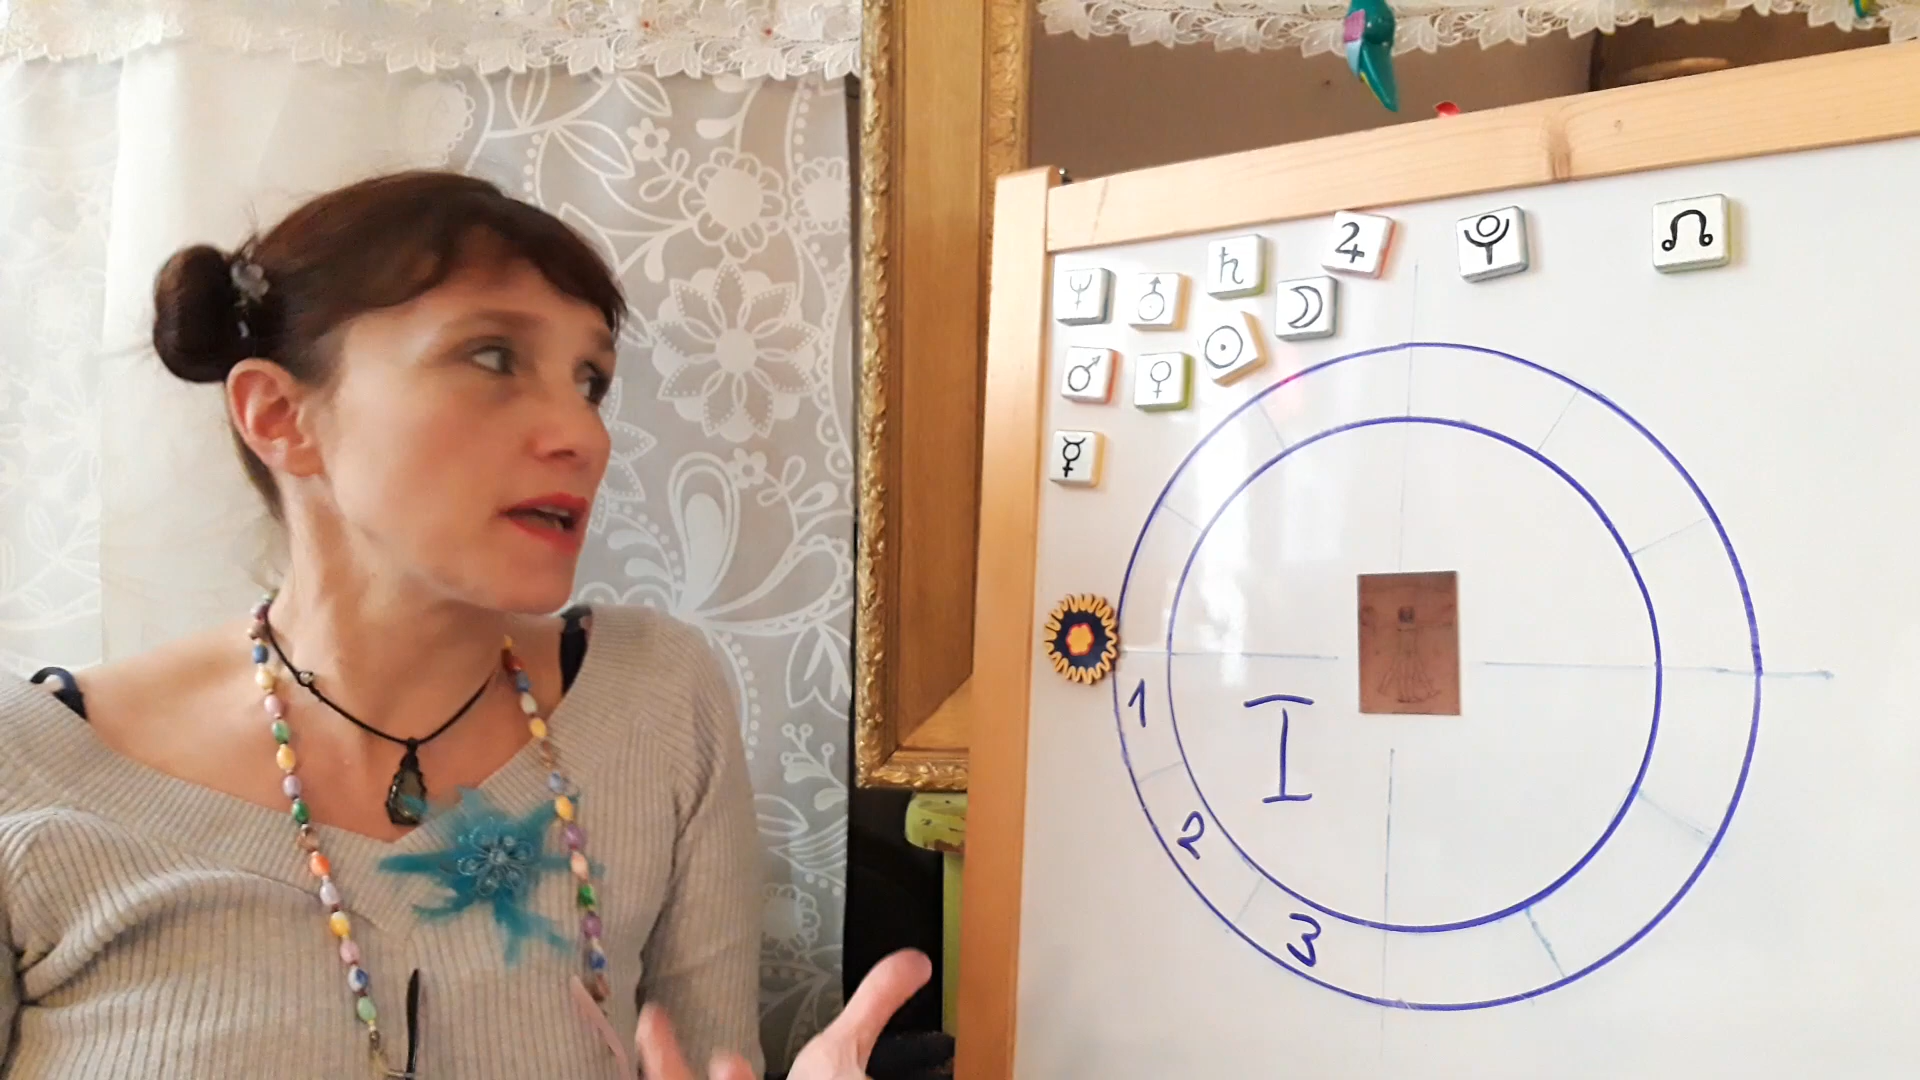 ♃ ♇ ☊
♄
♆ ⛢ ☽
☉
♂ ♀
☿
1
I
2
3